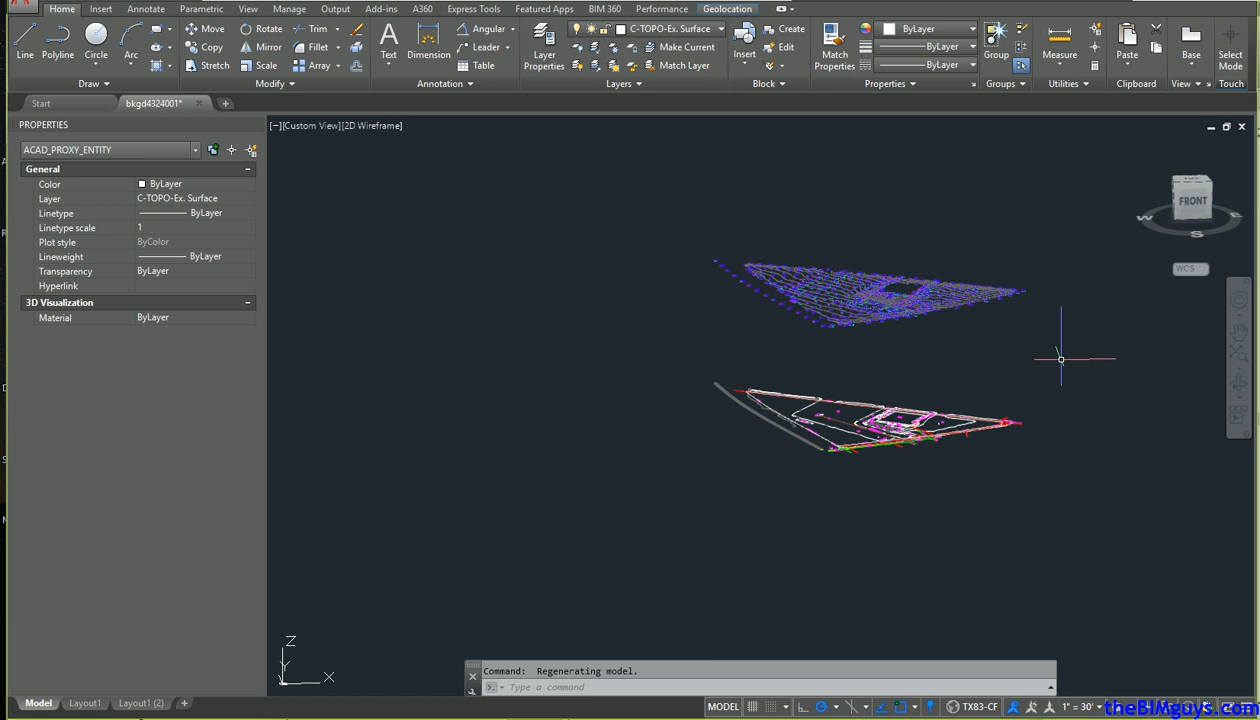 Home Insert Annotate Parametric View Manage Output Add-ins A360 Express Tools Featured Apps BIM 360 Performance Geolocation
Line Polyline Circle Arc
Move Rotate Trim
Copy Mirror Fillet
Stretch Scale Array
Text Dimension
Angular
Leader
Table
Layer Properties
C-TOPO-Ex. Surface
Make Current
Match Layer
Insert
Create
Edit
Match Properties
ByLayer
ByLayer
ByLayer
Group
Measure
Paste
Base
Select Mode
Draw Modify Annotation Layers Block Properties Groups Utilities Clipboard View Touch
Start bkgd4324001*
PROPERTIES
[−][Custom View][2D Wireframe]
ACAD_PROXY_ENTITY
General
Color ByLayer
Layer C-TOPO-Ex. Surface
Linetype ByLayer
Linetype scale 1
Plot style ByColor
Lineweight ByLayer
Transparency ByLayer
Hyperlink
3D Visualization
Material ByLayer
FRONT
W S E
WCS
Z
Y
X
Command: Regenerating model.
Type a command
Model Layout1 Layout1 (2) +
MODEL TX83-CF 1" = 30'
theBIMguys.com